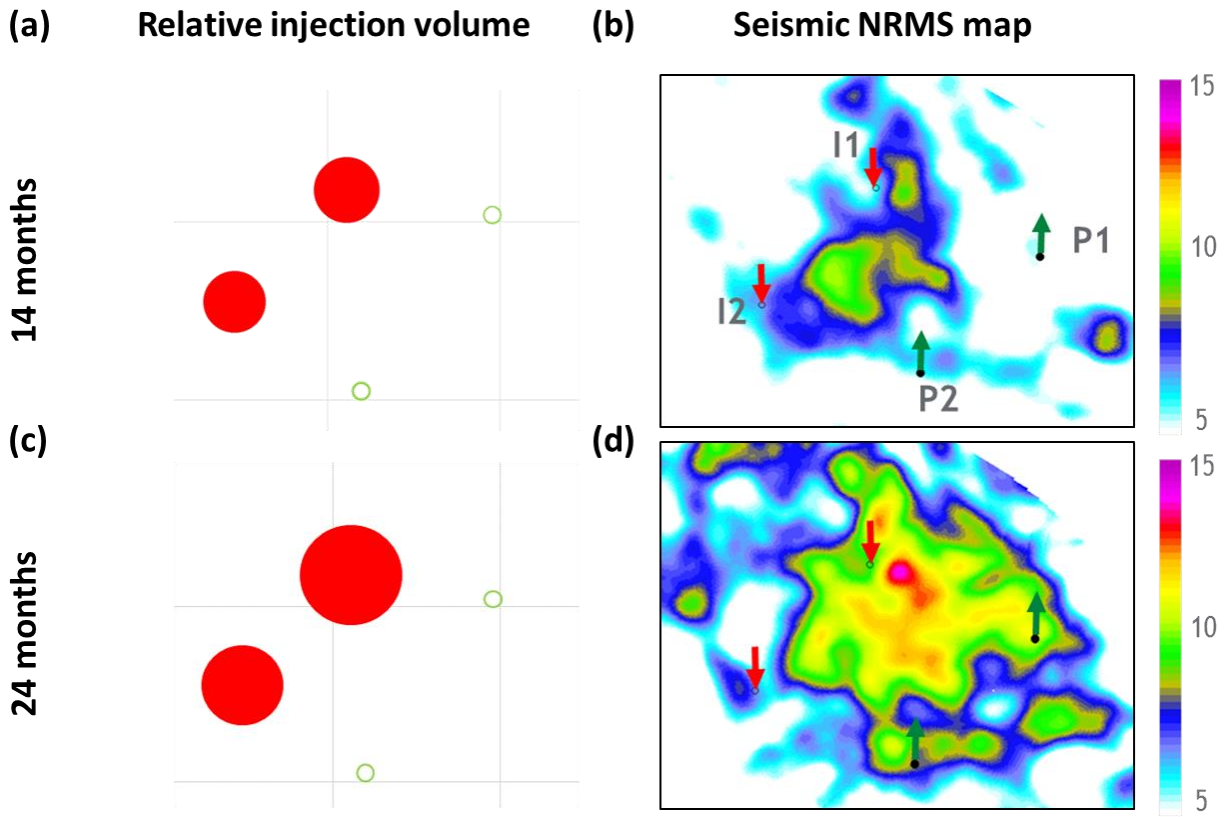 (a) Relative injection volume (b) Seismic NRMS map
14 months
I1
P1
I2
P2
15
10
5
(c) (d)
24 months
15
10
5